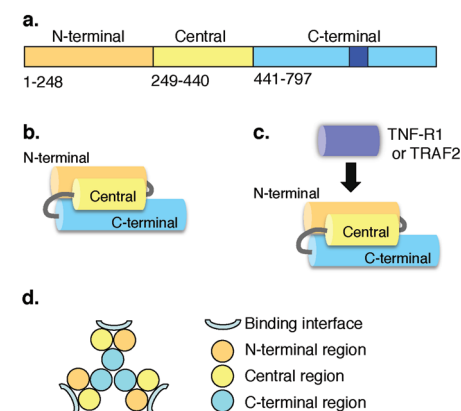 a.
N-terminal Central C-terminal
1-248 249-440 441-797
b.
N-terminal
Central
C-terminal
c.
TNF-R1
or TRAF2
N-terminal
Central
C-terminal
d.
Binding interface
N-terminal region
Central region
C-terminal region